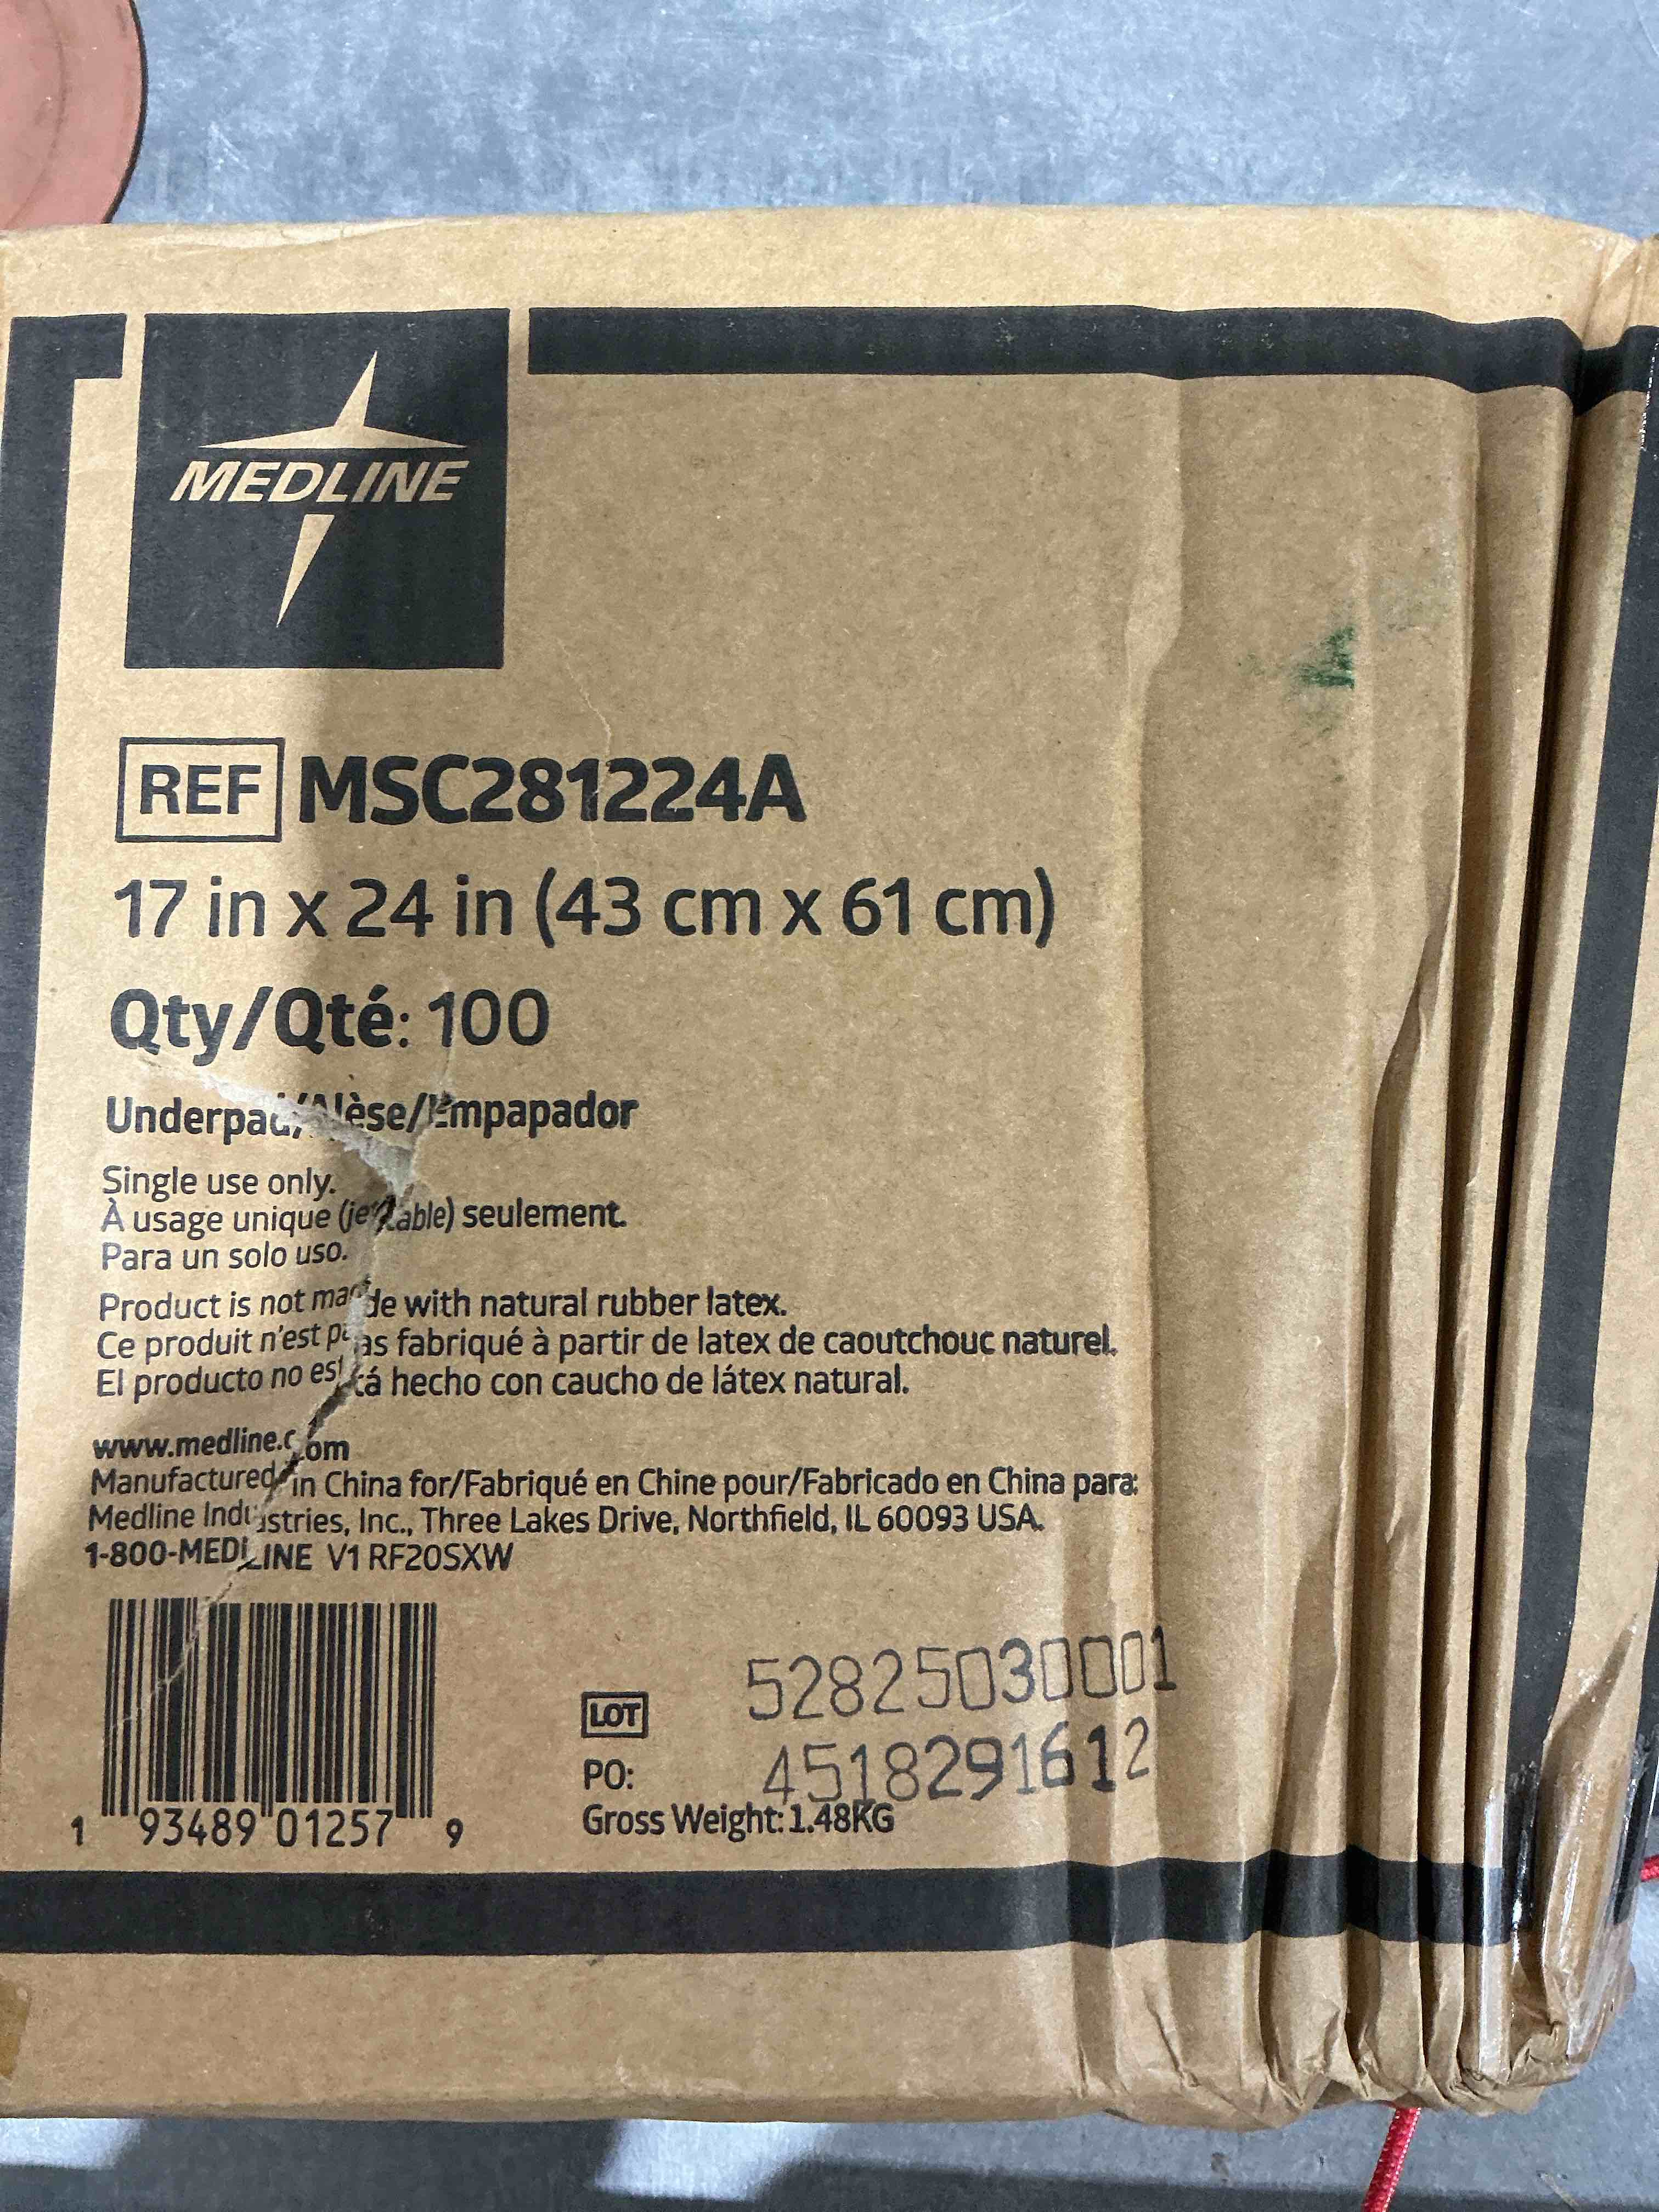 MEDLINE
REF MSC281224A
17 in x 24 in (43 cm x 61 cm)
Qty/Qté: 100
Underpad/Alèse/Empapador
Single use only.
À usage unique (jetable) seulement.
Para un solo uso.
Product is not made with natural rubber latex.
Ce produit n'est pas fabriqué à partir de latex de caoutchouc naturel.
El producto no está hecho con caucho de látex natural.
www.medline.com
Manufactured in China for/Fabriqué en Chine pour/Fabricado en China para:
Medline Industries, Inc., Three Lakes Drive, Northfield, IL 60093 USA.
1-800-MEDLINE V1 RF20SXW
LOT 52825030001
PO: 4518291612
Gross Weight: 1.48KG
1 93489 01257 9